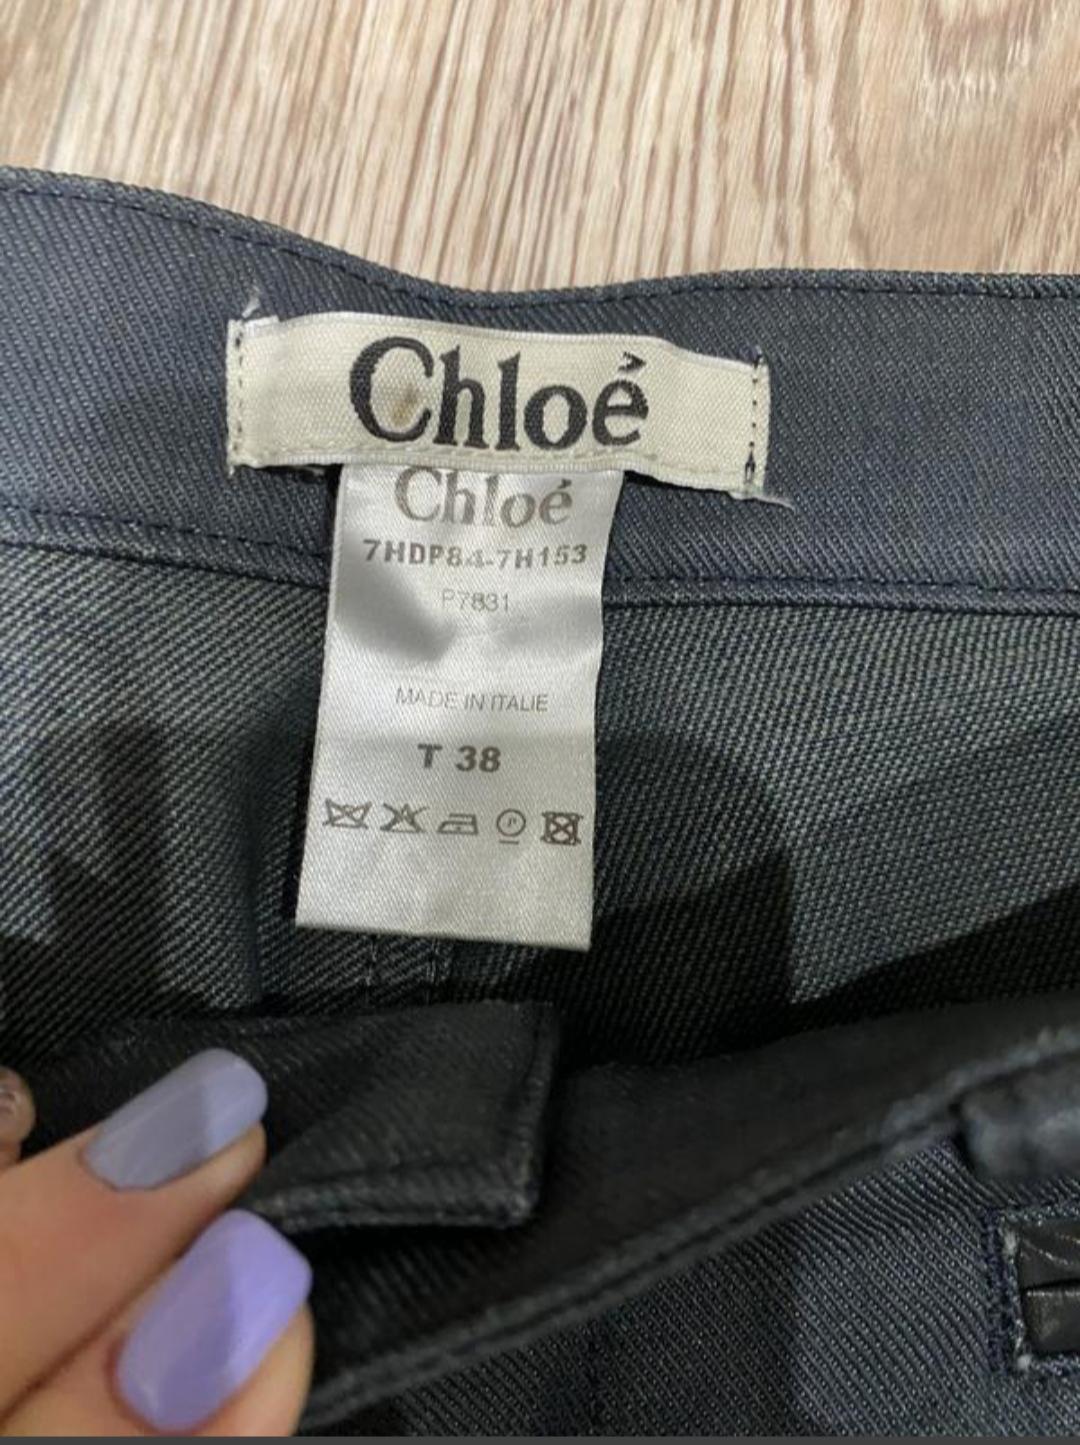 Chloé
Chloé
7HDP84-7H153
P7831
MADE IN ITALIE
T 38
P